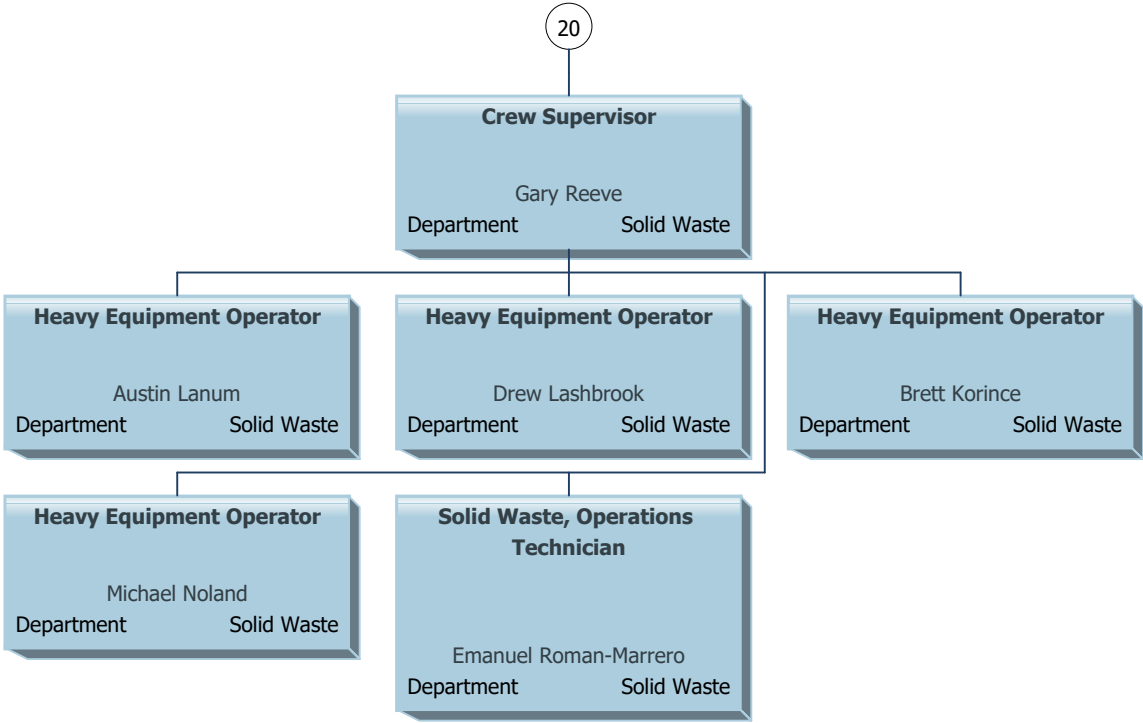 20
Crew Supervisor
Gary Reeve
Department Solid Waste
Heavy Equipment Operator
Austin Lanum
Department Solid Waste
Heavy Equipment Operator
Drew Lashbrook
Department Solid Waste
Heavy Equipment Operator
Brett Korince
Department Solid Waste
Heavy Equipment Operator
Michael Noland
Department Solid Waste
Solid Waste, Operations
Technician
Emanuel Roman-Marrero
Department Solid Waste